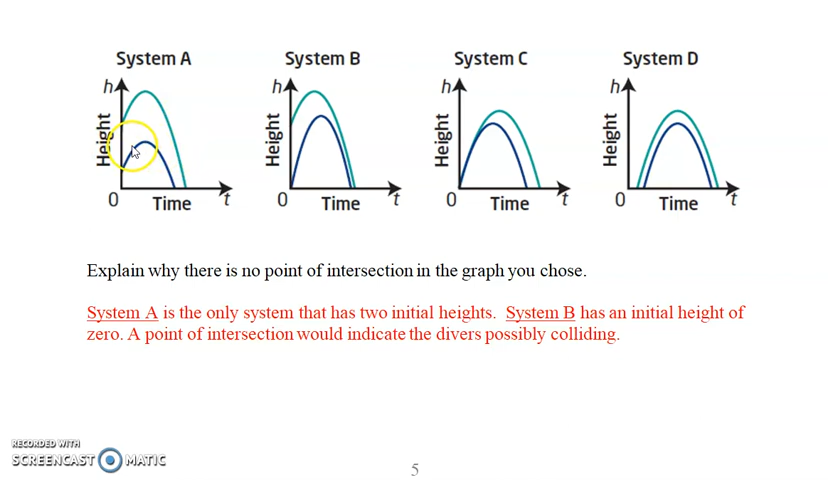 System A
System B
System C
System D
h
h
h
h
Height
Height
Height
Height
0 Time t
0 Time t
0 Time t
0 Time t
Explain why there is no point of intersection in the graph you chose.
System A is the only system that has two initial heights. System B has an initial height of
zero. A point of intersection would indicate the divers possibly colliding.
RECORDED WITH
SCREENCAST MATIC
5